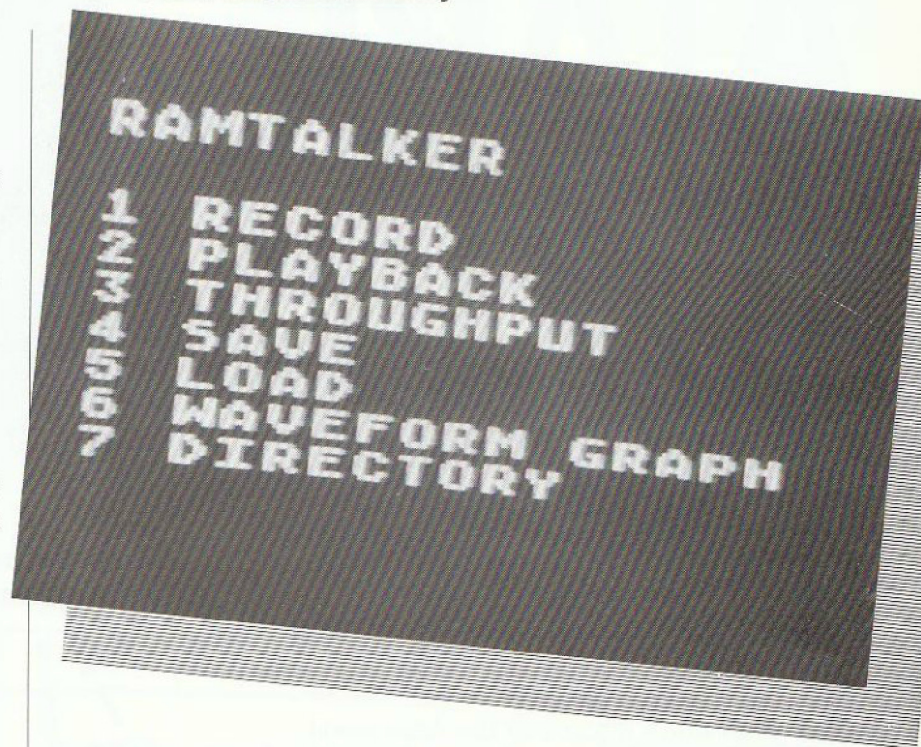 RAMTALKER
1 RECORD
2 PLAYBACK
3 THROUGHPUT
4 SAVE
5 LOAD
6 WAVEFORM GRAPH
7 DIRECTORY